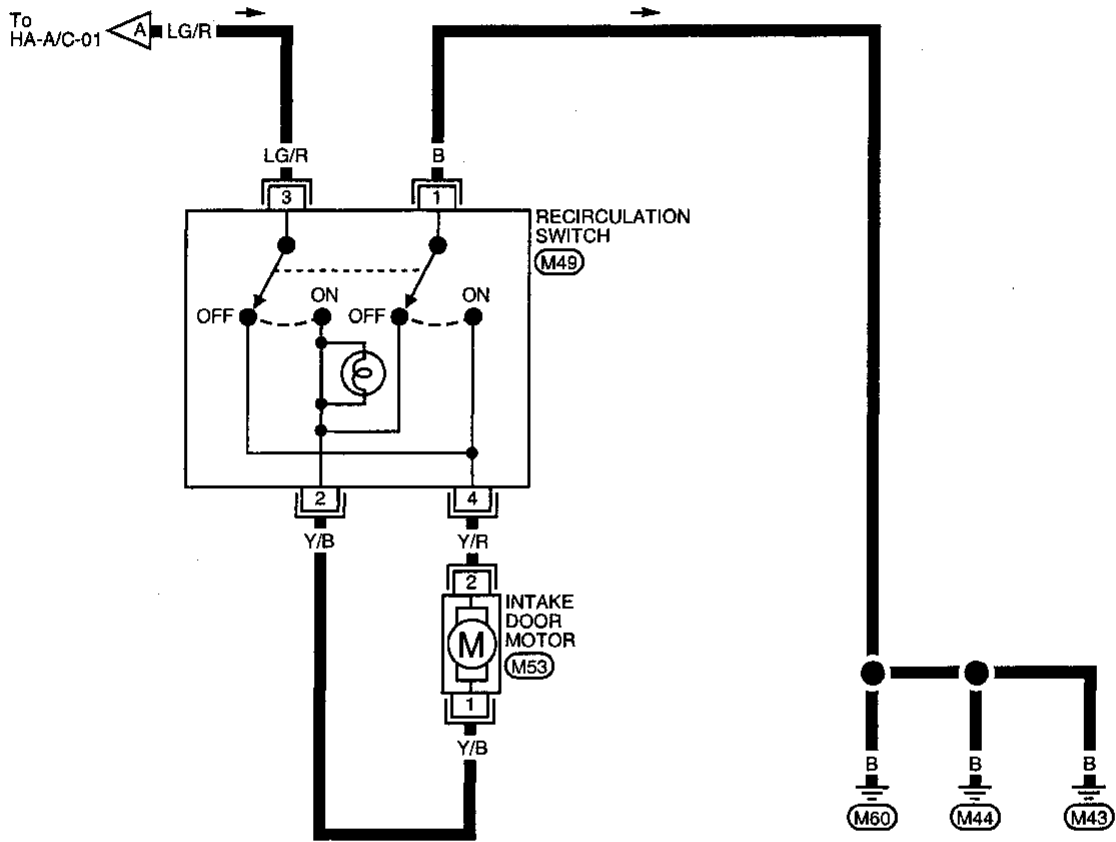 To
HA-A/C-01
A
LG/R
LG/R
B
3
1
RECIRCULATION
SWITCH
M49
OFF
ON
OFF
ON
2
4
Y/B
Y/R
2
INTAKE
DOOR
MOTOR
M
M53
1
Y/B
B
B
B
M60
M44
M43